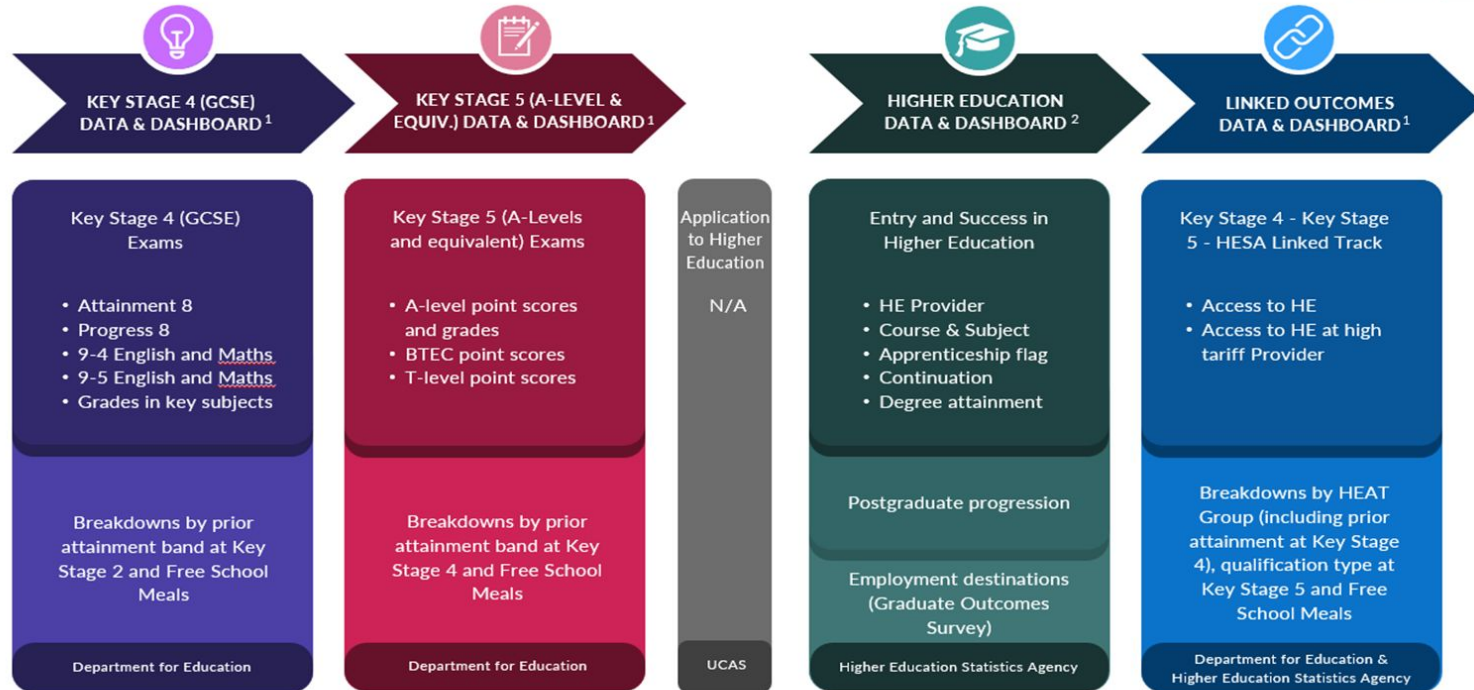 KEY STAGE 4 (GCSE)
DATA & DASHBOARD 1
KEY STAGE 5 (A-LEVEL &
EQUIV.) DATA & DASHBOARD 1
HIGHER EDUCATION
DATA & DASHBOARD 2
LINKED OUTCOMES
DATA & DASHBOARD 1
Key Stage 4 (GCSE)
Exams
• Attainment 8
• Progress 8
• 9-4 English and Maths
• 9-5 English and Maths
• Grades in key subjects
Breakdowns by prior
attainment band at Key
Stage 2 and Free School
Meals
Department for Education
Key Stage 5 (A-Levels
and equivalent) Exams
• A-level point scores
and grades
• BTEC point scores
• T-level point scores
Breakdowns by prior
attainment band at Key
Stage 4 and Free School
Meals
Department for Education
Application
to Higher
Education
N/A
UCAS
Entry and Success in
Higher Education
• HE Provider
• Course & Subject
• Apprenticeship flag
• Continuation
• Degree attainment
Postgraduate progression
Employment destinations
(Graduate Outcomes
Survey)
Higher Education Statistics Agency
Key Stage 4 - Key Stage
5 - HESA Linked Track
• Access to HE
• Access to HE at high
tariff Provider
Breakdowns by HEAT
Group (including prior
attainment at Key Stage
4), qualification type at
Key Stage 5 and Free
School Meals
Department for Education &
Higher Education Statistics Agency